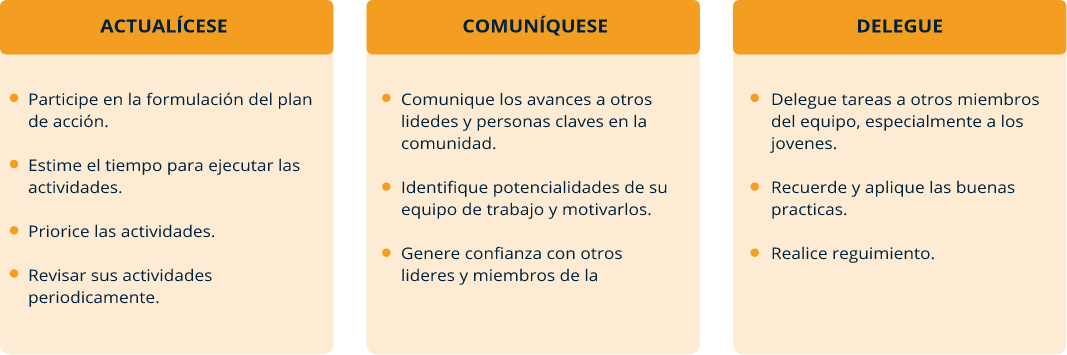 ACTUALÍCESE
Participe en la formulación del plan
de acción.
Estime el tiempo para ejecutar las
actividades.
Priorice las actividades.
Revisar sus actividades
periodicamente.
COMUNÍQUESE
Comunique los avances a otros
lidedes y personas claves en la
comunidad.
Identifique potencialidades de su
equipo de trabajo y motivarlos.
Genere confianza con otros
lideres y miembros de la
DELEGUE
Delegue tareas a otros miembros
del equipo, especialmente a los
jovenes.
Recuerde y aplique las buenas
practicas.
Realice reguimiento.